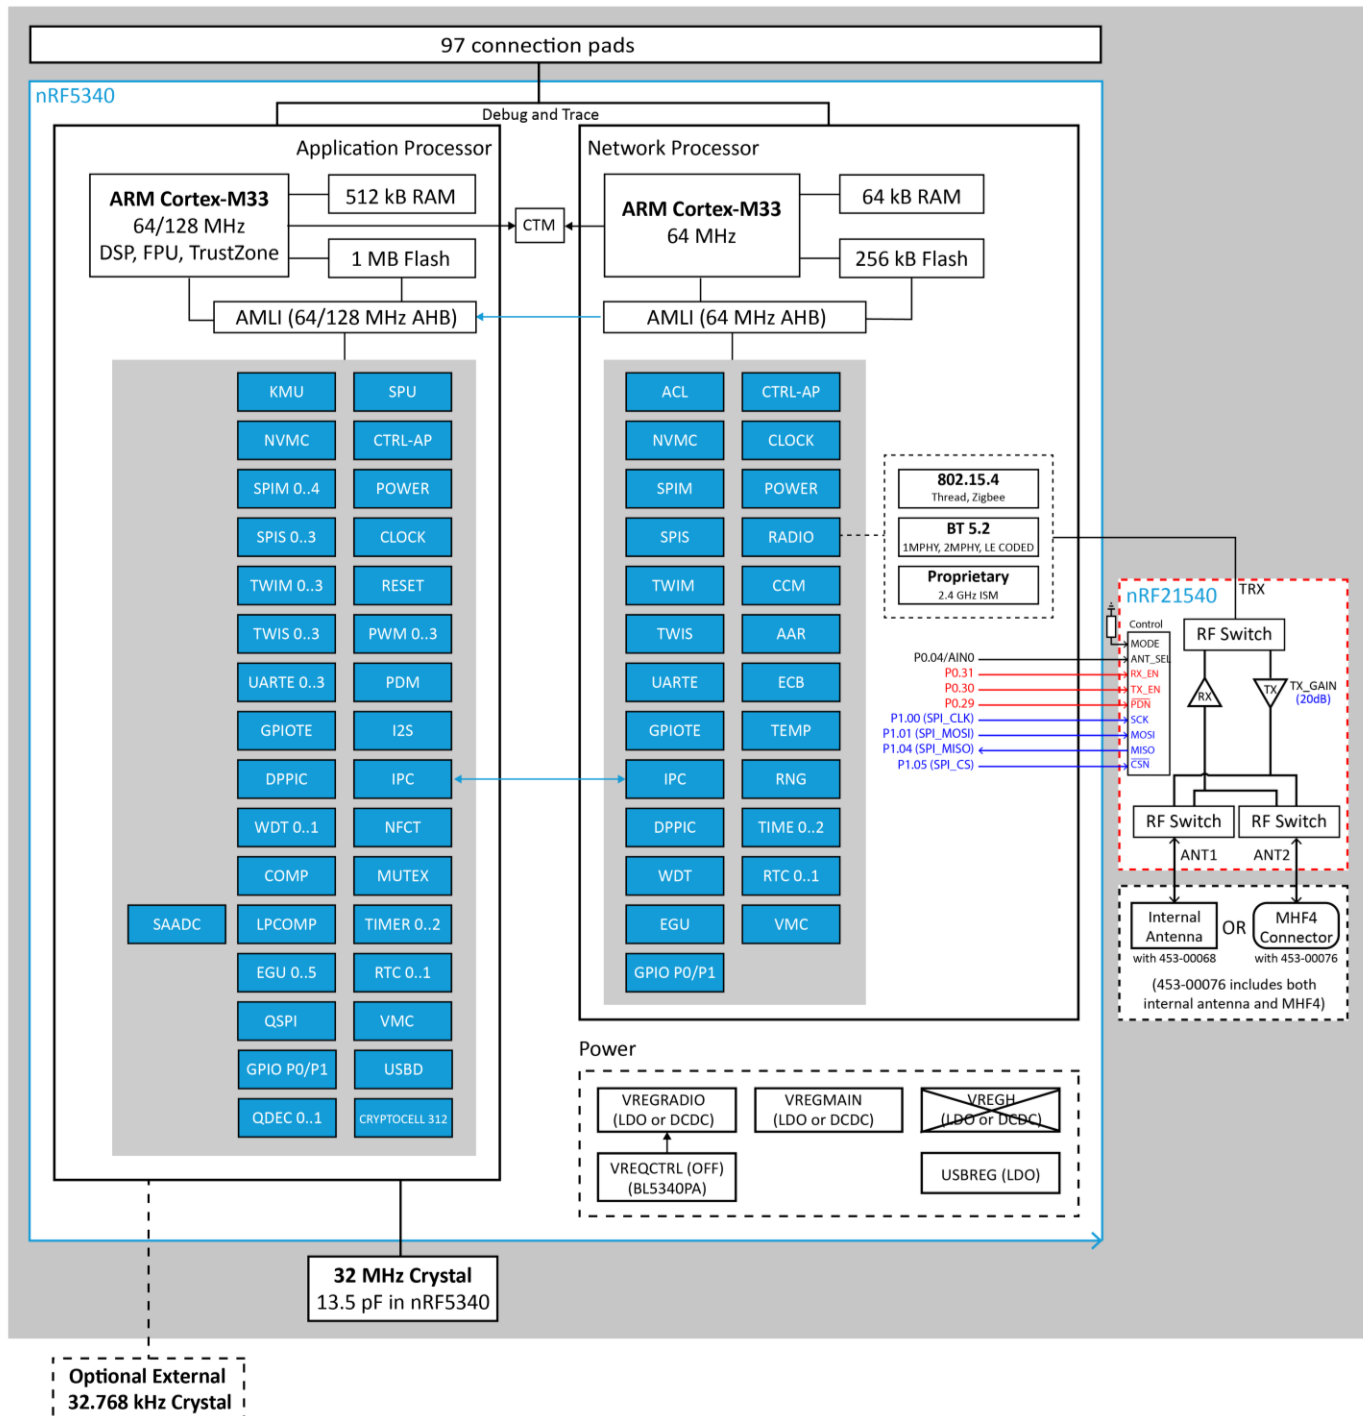 97 connection pads
nRF5340
Debug and Trace
Application Processor
ARM Cortex-M33
64/128 MHz
DSP, FPU, TrustZone
512 kB RAM
1 MB Flash
AMLI (64/128 MHz AHB)
CTM
Network Processor
ARM Cortex-M33
64 MHz
64 kB RAM
256 kB Flash
AMLI (64 MHz AHB)
KMU
SPU
NVMC
CTRL-AP
SPIM 0..4
POWER
SPIS 0..3
CLOCK
TWIM 0..3
RESET
TWIS 0..3
PWM 0..3
UARTE 0..3
PDM
GPIOTE
I2S
DPPIC
IPC
WDT 0..1
NFCT
COMP
MUTEX
SAADC
LPCOMP
TIMER 0..2
EGU 0..5
RTC 0..1
QSPI
VMC
GPIO P0/P1
USBD
QDEC 0..1
CRYPTOCELL 312
ACL
CTRL-AP
NVMC
CLOCK
SPIM
POWER
SPIS
RADIO
TWIM
CCM
TWIS
AAR
UARTE
ECB
GPIOTE
TEMP
IPC
RNG
DPPIC
TIME 0..2
WDT
RTC 0..1
EGU
VMC
GPIO P0/P1
802.15.4
Thread, Zigbee
BT 5.2
1MPHY, 2MPHY, LE CODED
Proprietary
2.4 GHz ISM
P0.04/AIN0
P0.31
P0.30
P0.29
P1.00 (SPI_CLK)
P1.01 (SPI_MOSI)
P1.04 (SPI_MISO)
P1.05 (SPI_CS)
TRX
nRF21540
Control
MODE
ANT_SEL
RX_EN
TX_EN
PDN
SCK
MOSI
MISO
CSN
RF Switch
RX
TX
TX_GAIN
(20dB)
RF Switch
RF Switch
ANT1
ANT2
Internal
Antenna
with 453-00068
OR
MHF4
Connector
with 453-00076
(453-00076 includes both
internal antenna and MHF4)
Power
VREGRADIO
(LDO or DCDC)
VREGMAIN
(LDO or DCDC)
VREGH
(LDO or DCDC)
VREQCTRL (OFF)
(BL5340PA)
USBREG (LDO)
32 MHz Crystal
13.5 pF in nRF5340
Optional External
32.768 kHz Crystal